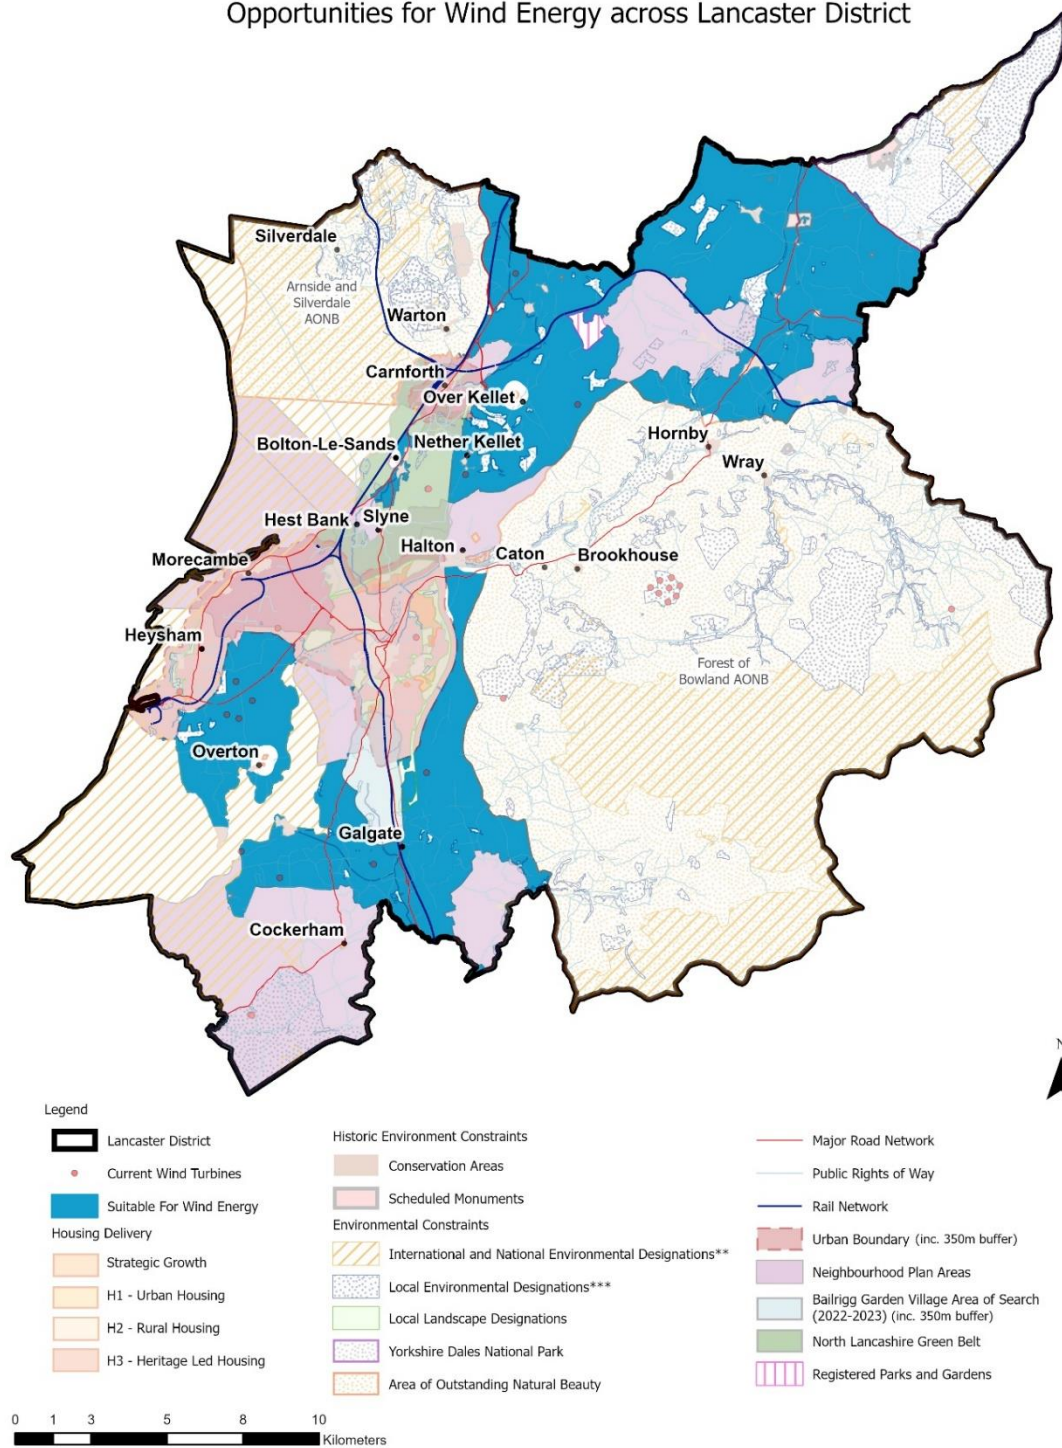 Opportunities for Wind Energy across Lancaster District
Silverdale
Arnside and
Silverdale
AONB
Warton
Carnforth
Over Kellet
Bolton-Le-Sands
Nether Kellet
Hornby
Wray
Hest Bank
Slyne
Halton
Caton
Brookhouse
Morecambe
Heysham
Forest of
Bowland AONB
Overton
Galgate
Cockerham
N
Legend
Lancaster District
Current Wind Turbines
Suitable For Wind Energy
Housing Delivery
Strategic Growth
H1 - Urban Housing
H2 - Rural Housing
H3 - Heritage Led Housing
Historic Environment Constraints
Conservation Areas
Scheduled Monuments
Environmental Constraints
International and National Environmental Designations**
Local Environmental Designations***
Local Landscape Designations
Yorkshire Dales National Park
Area of Outstanding Natural Beauty
Major Road Network
Public Rights of Way
Rail Network
Urban Boundary (inc. 350m buffer)
Neighbourhood Plan Areas
Bailrigg Garden Village Area of Search
(2022-2023) (inc. 350m buffer)
North Lancashire Green Belt
Registered Parks and Gardens
0 1 3 5 8 10
Kilometers